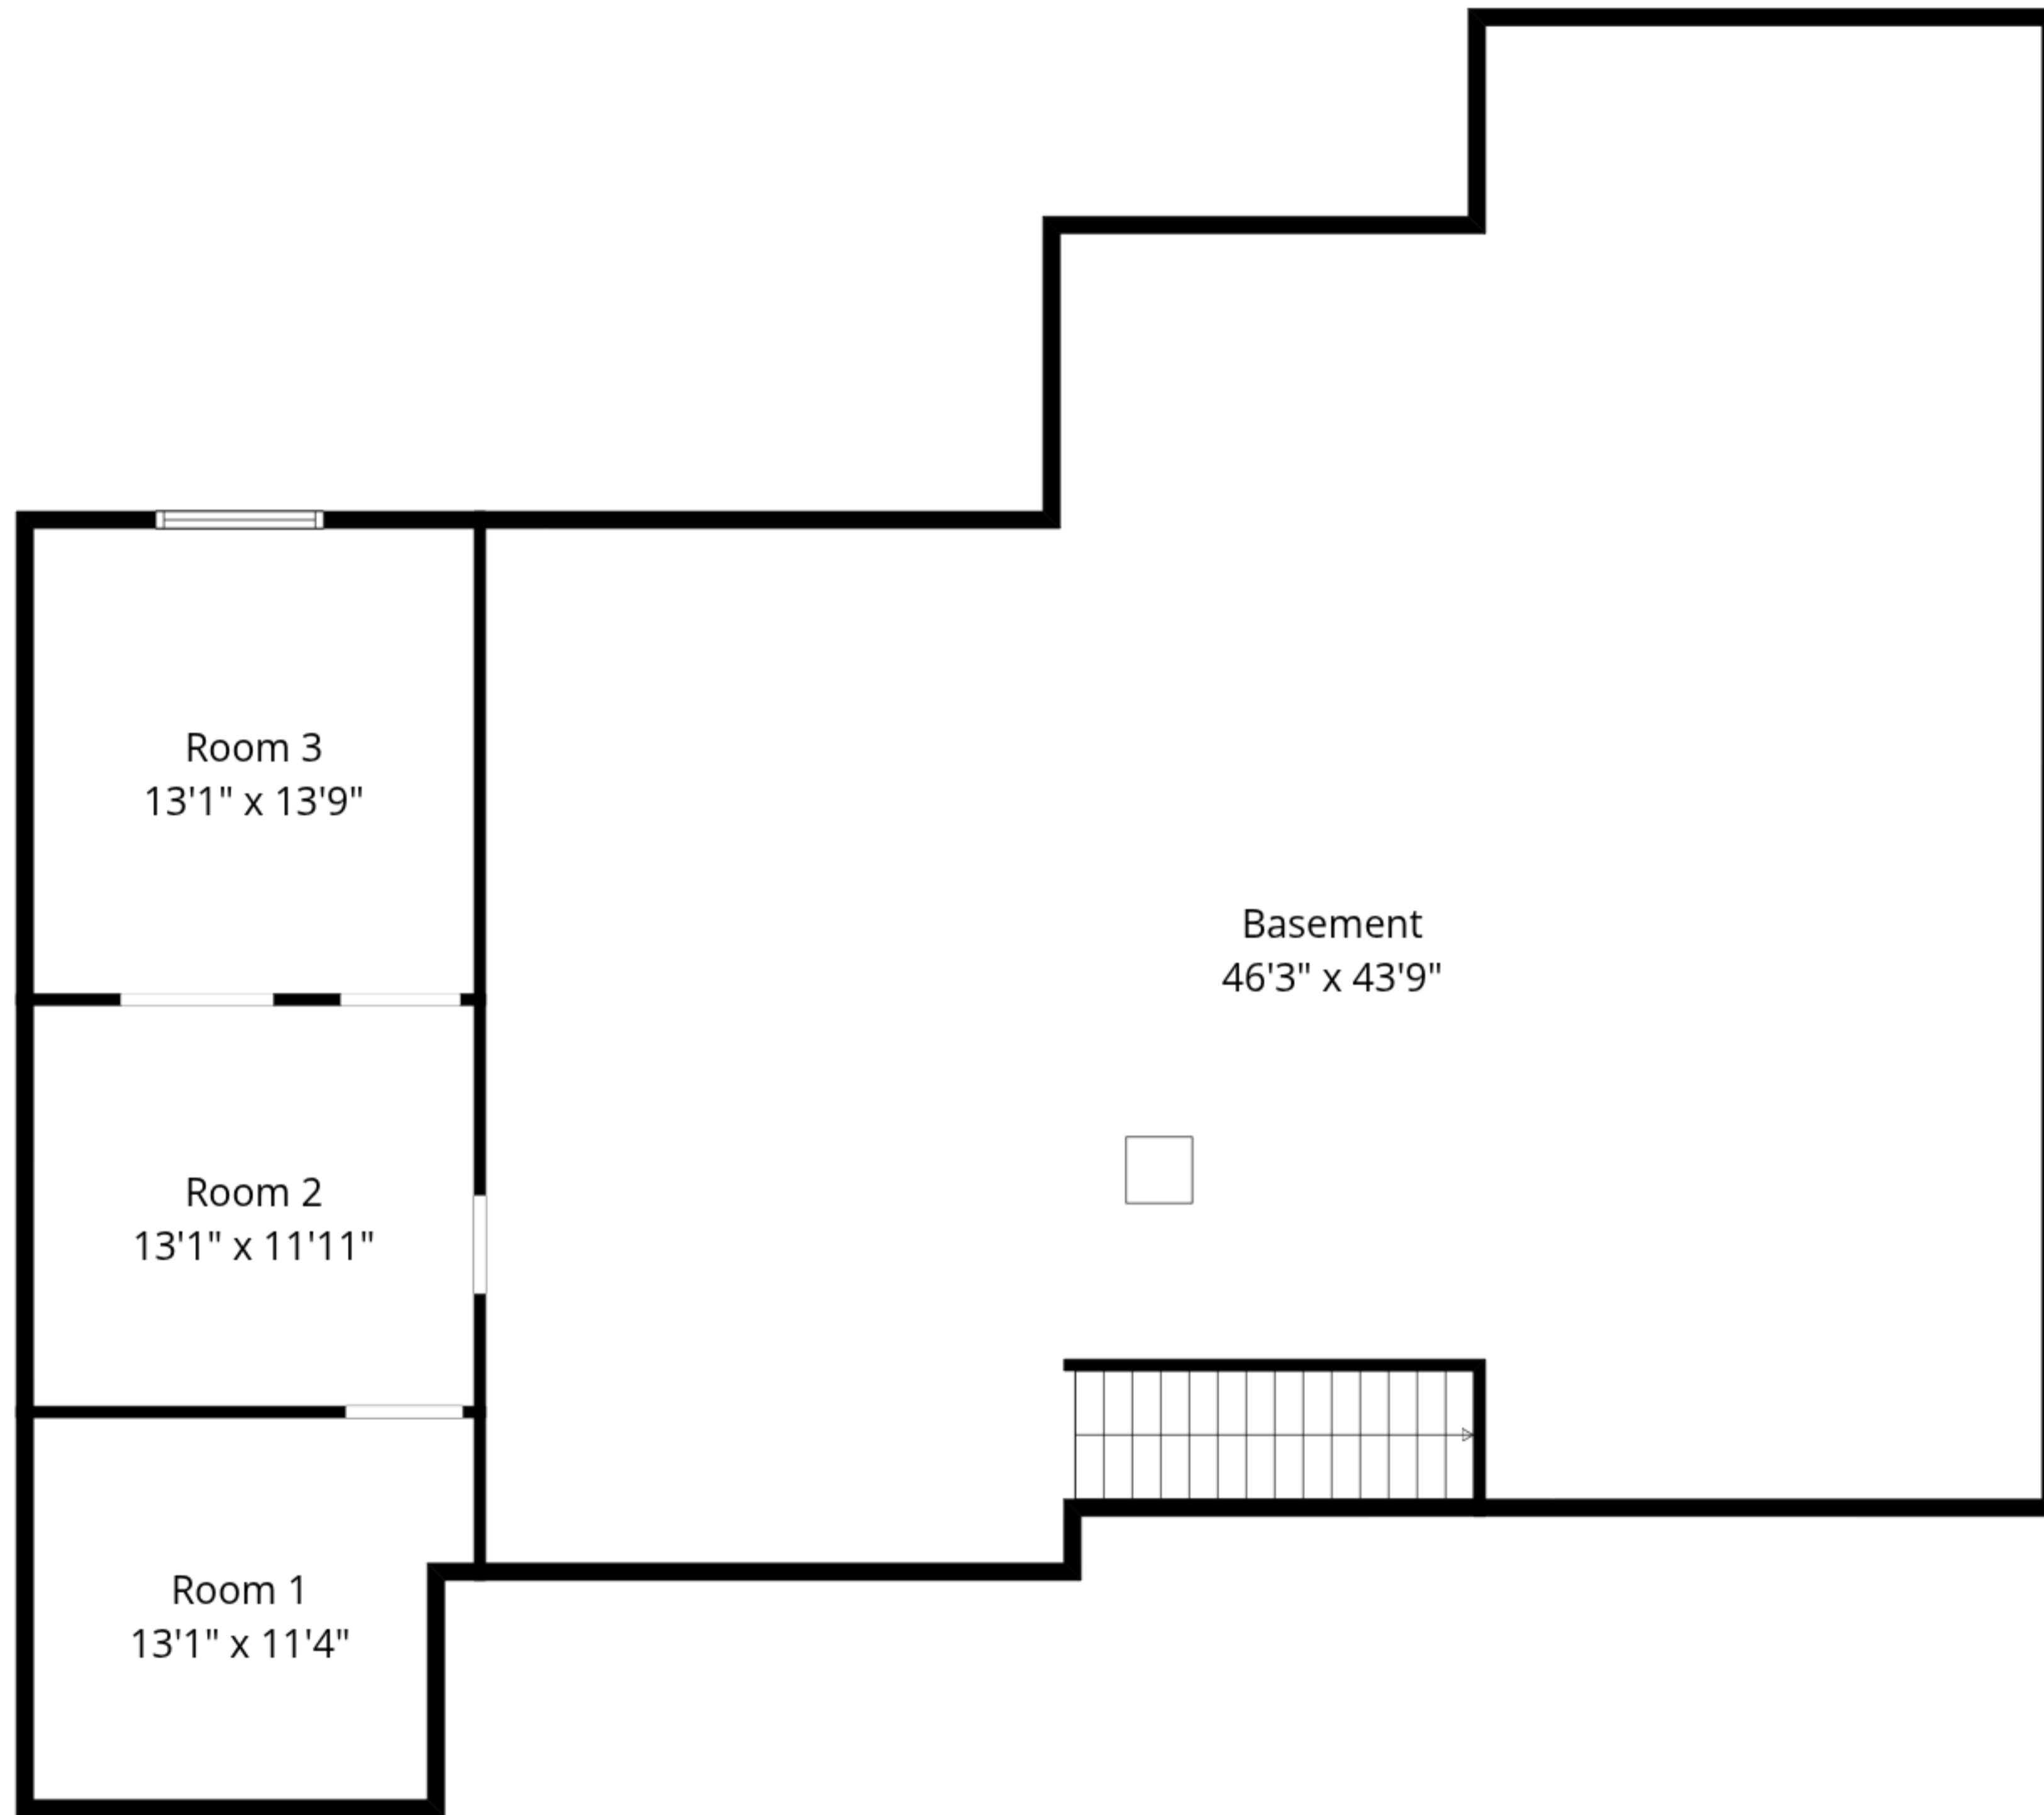 Room 3
13'1" x 13'9"
Basement
46'3" x 43'9"
Room 2
13'1" x 11'11"
Room 1
13'1" x 11'4"